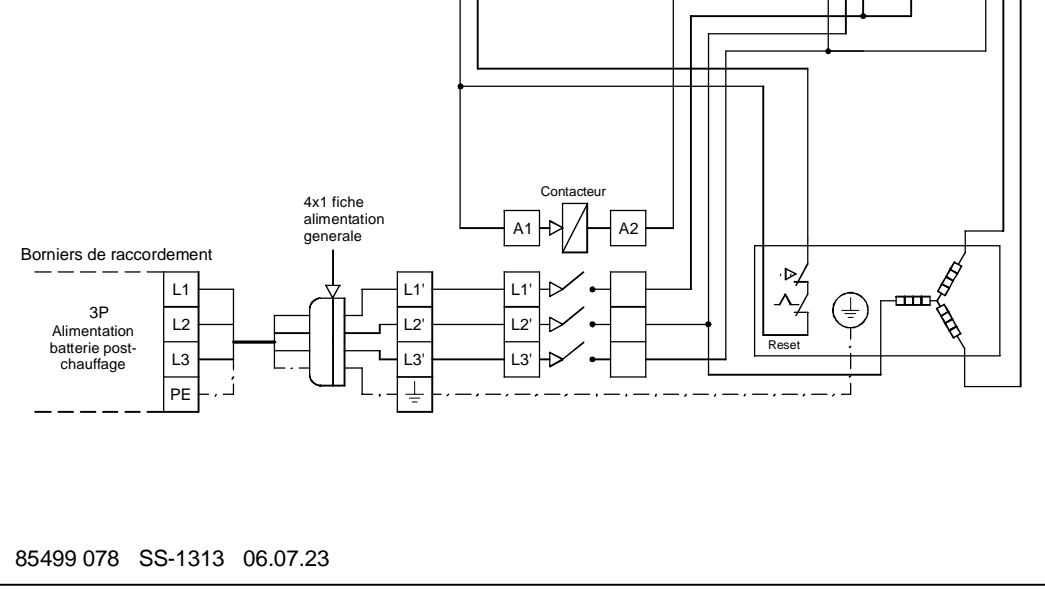 Contacteur
4x1 fiche
alimentation
generale
A1
A2
Borniers de raccordement
L1
L1'
L1'
3P
Alimentation
batterie post-
chauffage
L2
L2'
L2'
L3
L3'
L3'
Reset
PE
85499 078 SS-1313 06.07.23